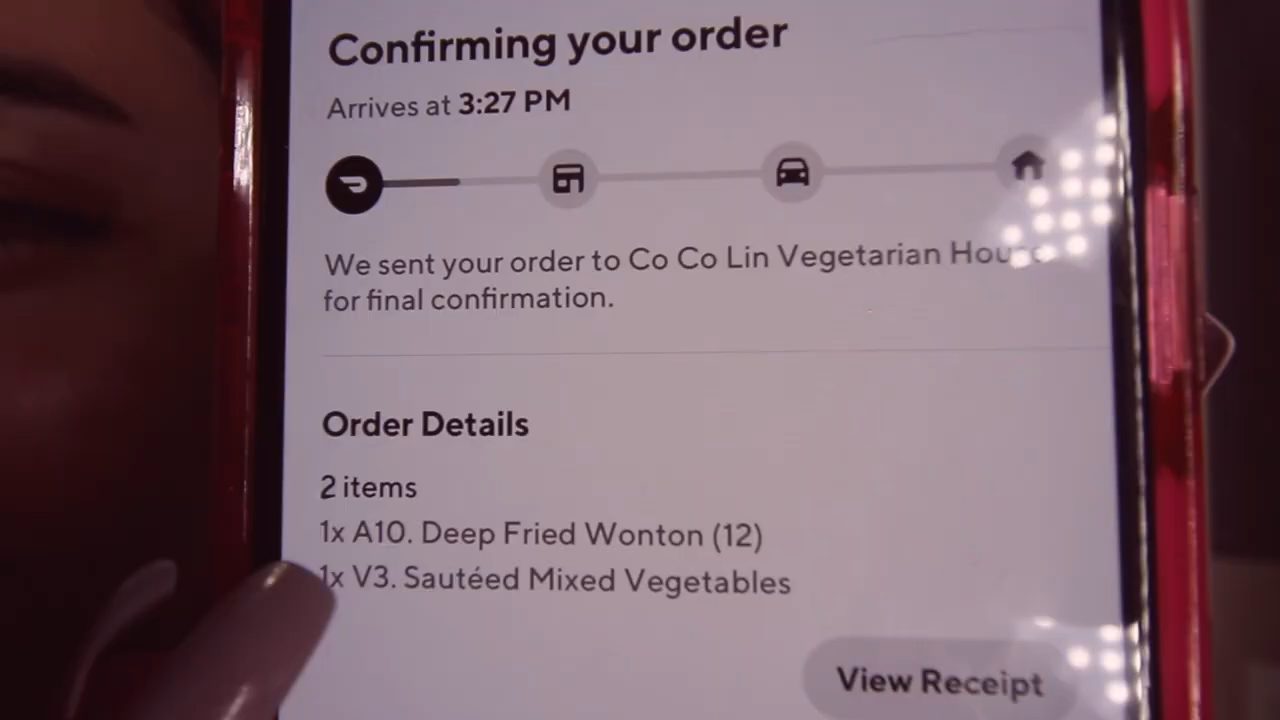 Confirming your order
Arrives at 3:27 PM
We sent your order to Co Co Lin Vegetarian House
for final confirmation.
Order Details
2 items
1x A10. Deep Fried Wonton (12)
1x V3. Sautéed Mixed Vegetables
View Receipt